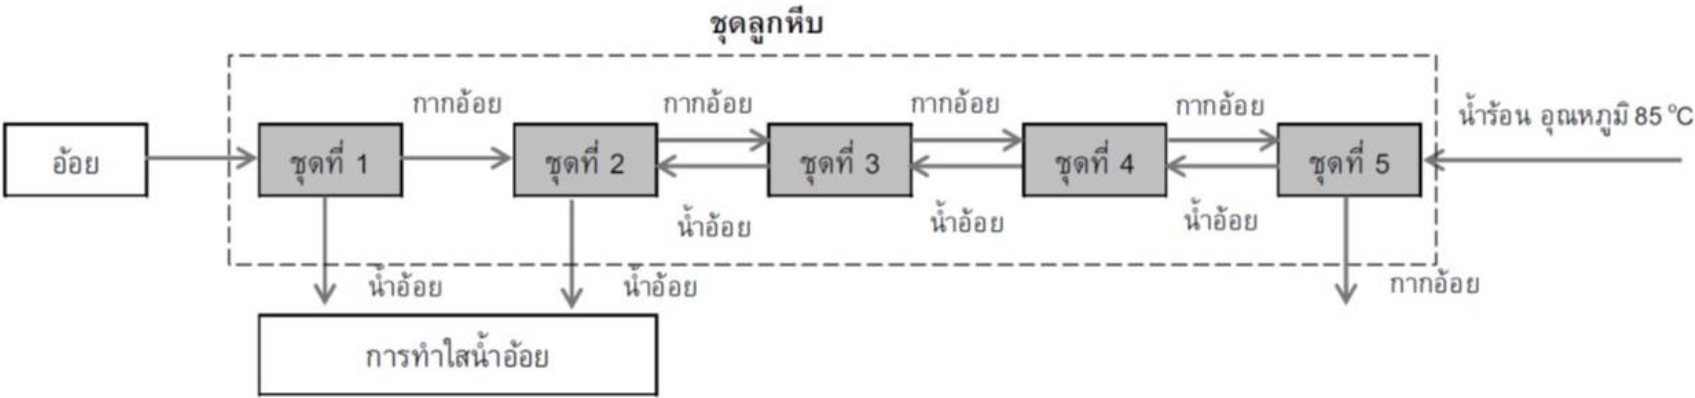 ชุดลูกหีบ
กากอ้อย กากอ้อย กากอ้อย กากอ้อย
น้ำร้อน อุณหภูมิ 85 °C
อ้อย ชุดที่ 1 ชุดที่ 2 ชุดที่ 3 ชุดที่ 4 ชุดที่ 5
น้ำอ้อย น้ำอ้อย น้ำอ้อย
น้ำอ้อย น้ำอ้อย กากอ้อย
การทำใสน้ำอ้อย